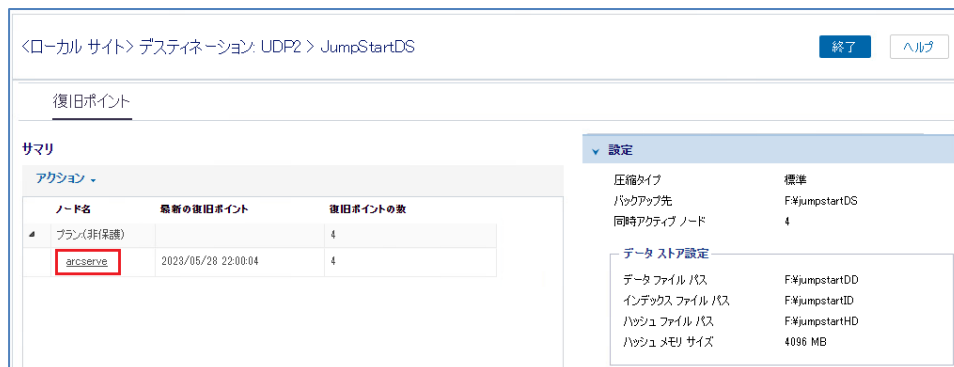 <ローカル サイト> デスティネーション: UDP2 > JumpStartDS
終了 ヘルプ
復旧ポイント
サマリ
アクション
ノード名 最新の復旧ポイント 復旧ポイントの数
プラン(非保護) 4
arcserve 2023/05/28 22:00:04 4
設定
圧縮タイプ 標準
バックアップ先 F:¥jumpstartDS
同時アクティブ ノード 4
データ ストア設定
データ ファイル パス F:¥jumpstartDD
インデックス ファイル パス F:¥jumpstartID
ハッシュ ファイル パス F:¥jumpstartHD
ハッシュ メモリ サイズ 4096 MB